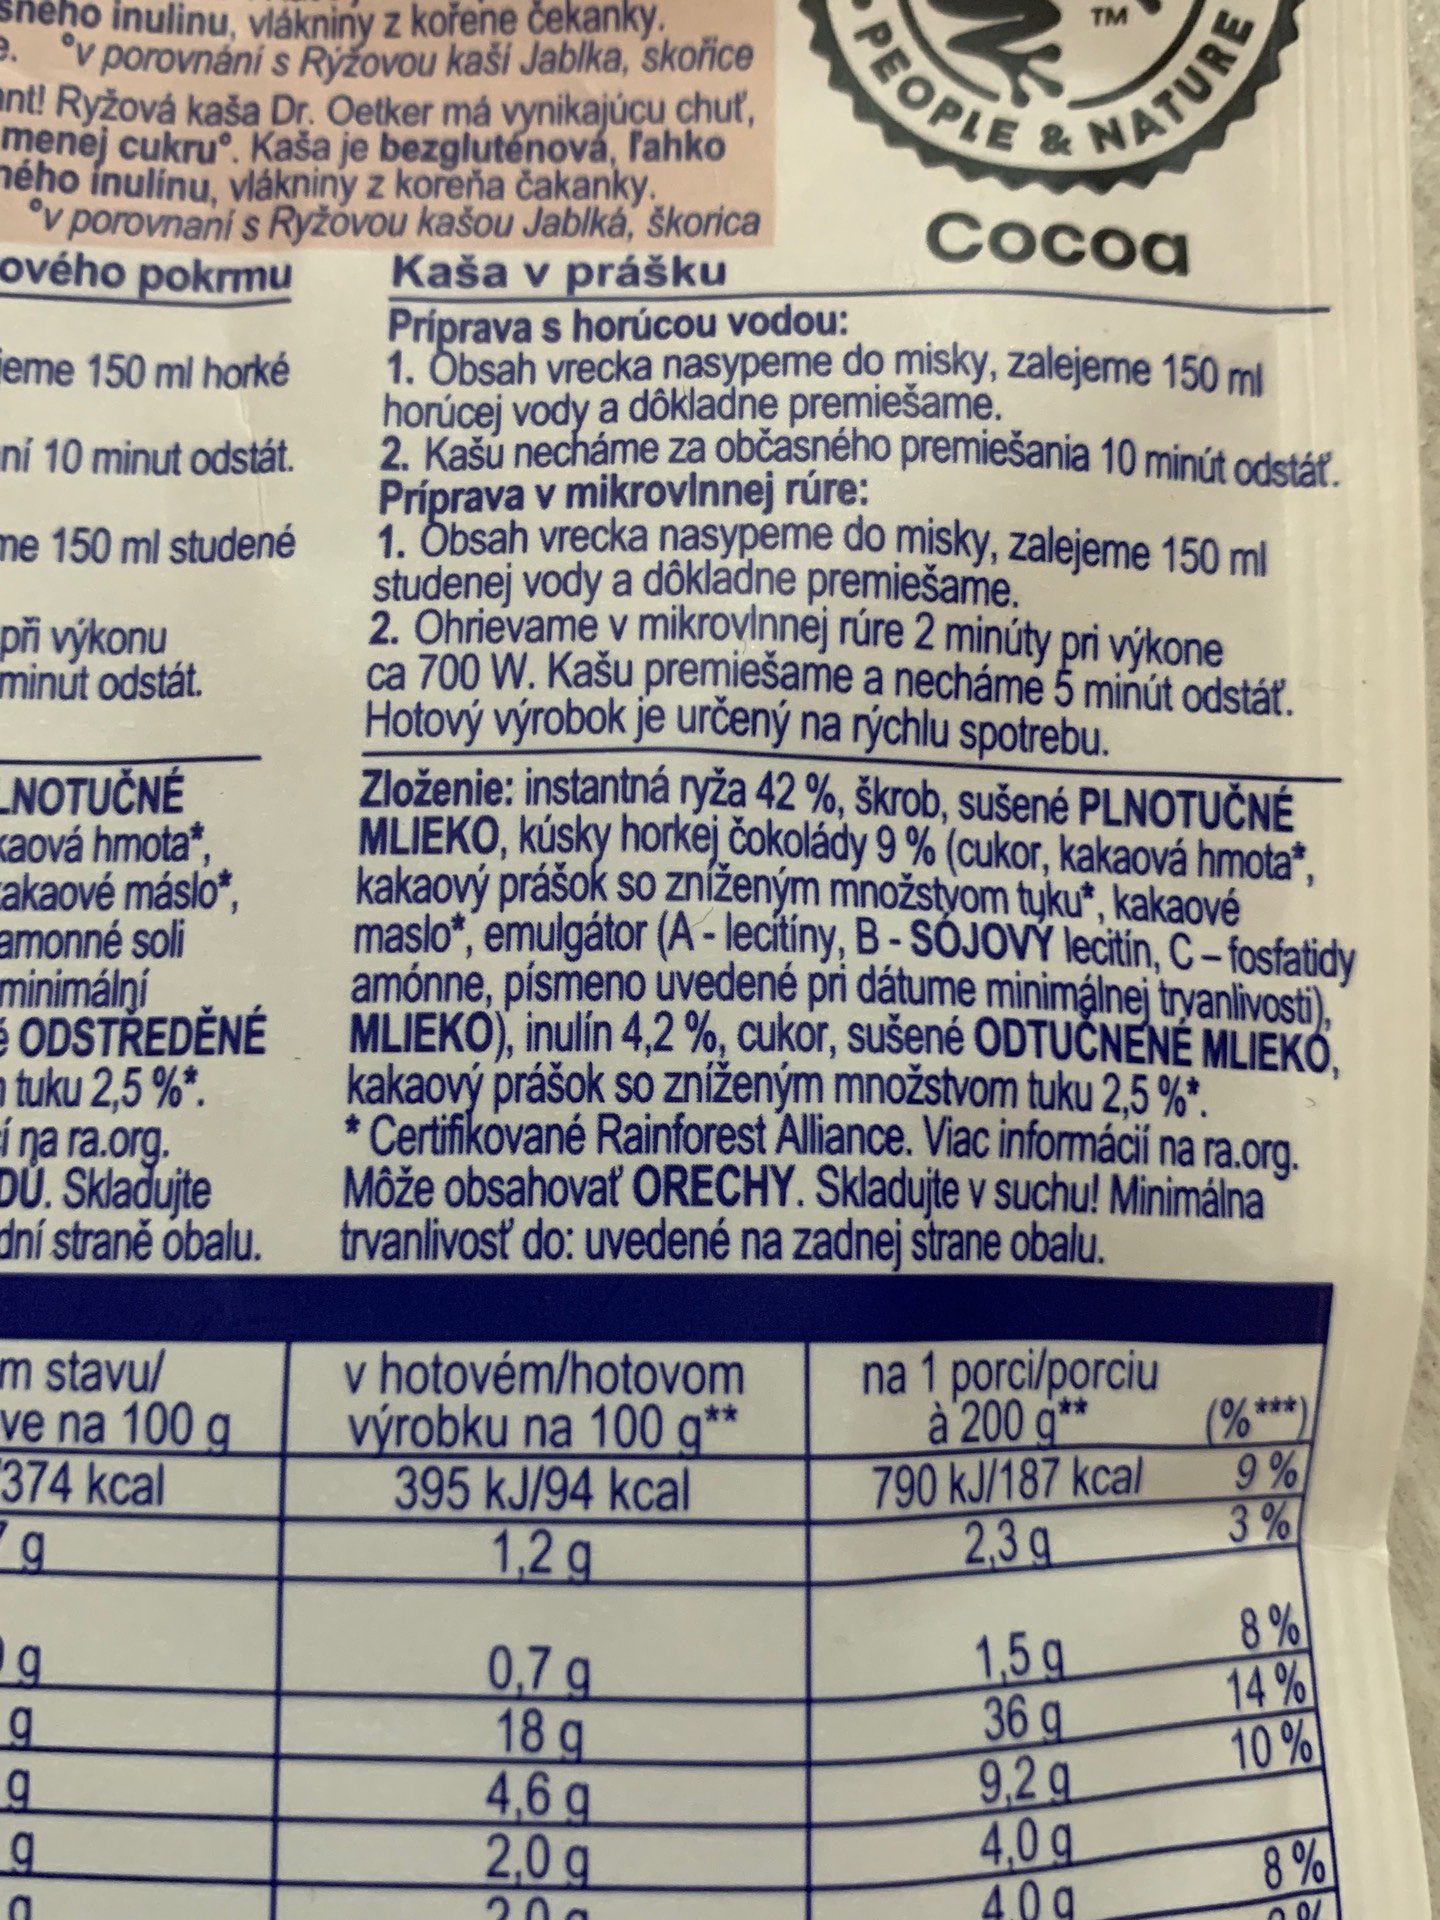 inulinu, vlákniny z kořene čekanky.
°v porovnání s Rýžovou kaší Jablka, skořice
Ryžová kaša Dr. Oetker má vynikajúcu chuť,
menej cukru°. Kaša je bezgluténová, ľahko
inulínu, vlákniny z koreňa čakanky.
°v porovnaní s Ryžovou kašou Jablká, škorica
TM
PEOPLE & NATURE
Cocoa
pokrmu
150 ml horké
10 minut odstát.
150 ml studené
při výkonu
minut odstát.
Kaša v prášku
Príprava s horúcou vodou:
1. Obsah vrecka nasypeme do misky, zalejeme 150 ml
horúcej vody a dôkladne premiešame.
2. Kašu necháme za občasného premiešania 10 minút odstáť.
Príprava v mikrovlnnej rúre:
1. Obsah vrecka nasypeme do misky, zalejeme 150 ml
studenej vody a dôkladne premiešame.
2. Ohrievame v mikrovlnnej rúre 2 minúty pri výkone
ca 700 W. Kašu premiešame a necháme 5 minút odstáť.
Hotový výrobok je určený na rýchlu spotrebu.
hmota*,
máslo*,
amonné soli
minimální
ODSTŘEDĚNÉ
tuku 2,5 %*.
na ra.org.
Skladujte
straně obalu.
Zloženie: instantná ryža 42 %, škrob, sušené PLNOTUČNÉ
MLIEKO, kúsky horkej čokolády 9 % (cukor, kakaová hmota*,
kakaový prášok so zníženým množstvom tuku*, kakaové
maslo*, emulgátor (A - lecitíny, B - SÓJOVÝ lecitín, C – fosfatidy
amónne, písmeno uvedené pri dátume minimálnej trvanlivosti),
MLIEKO), inulín 4,2 %, cukor, sušené ODTUČNENÉ MLIEKO,
kakaový prášok so zníženým množstvom tuku 2,5 %*.
* Certifikované Rainforest Alliance. Viac informácií na ra.org.
Môže obsahovať ORECHY. Skladujte v suchu! Minimálna
trvanlivosť do: uvedené na zadnej strane obalu.
stavu/
na 100 g
v hotovém/hotovom
výrobku na 100 g**
na 1 porci/porciu
à 200 g** (%***)
374 kcal 395 kJ/94 kcal 790 kJ/187 kcal 9 %
g 1,2 g 2,3 g 3 %
g 0,7 g 1,5 g 8 %
g 18 g 36 g 14 %
g 4,6 g 9,2 g 10 %
g 2,0 g 4,0 g
2,0 g 4,0 g 8 %